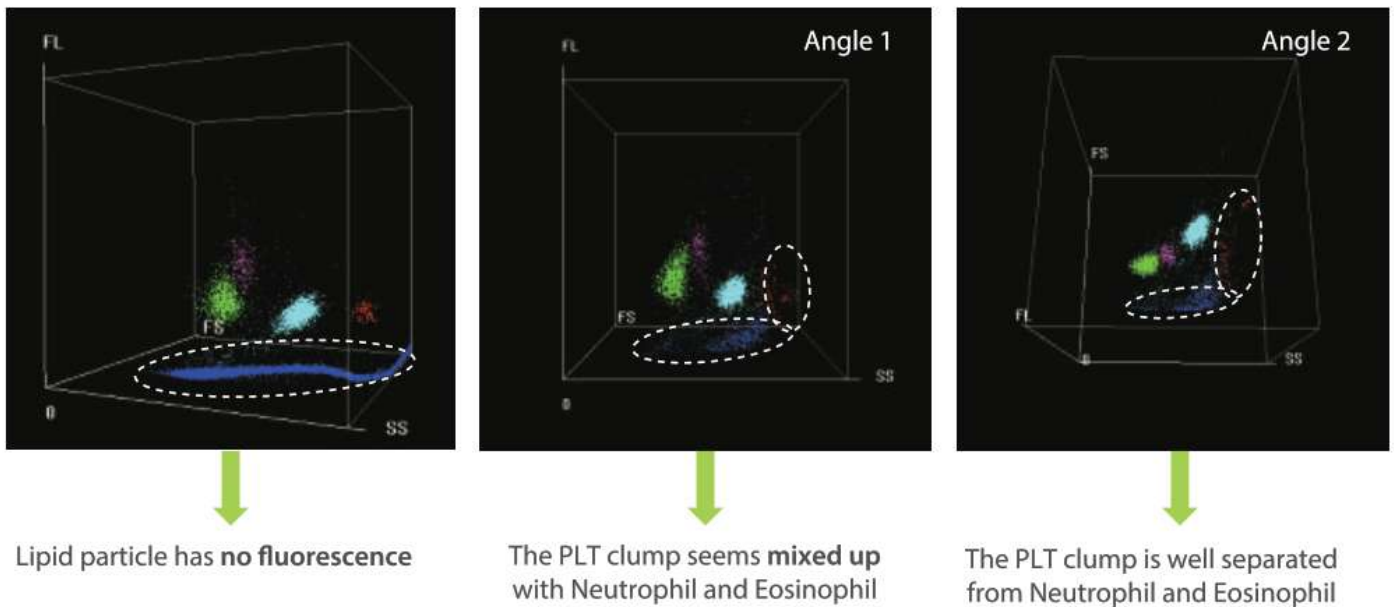 FL
FS
0
SS
Lipid particle has no fluorescence
Angle 1
FL
FS
SS
0
The PLT clump seems mixed up
with Neutrophil and Eosinophil
Angle 2
FS
FL
0
SS
The PLT clump is well separated
from Neutrophil and Eosinophil